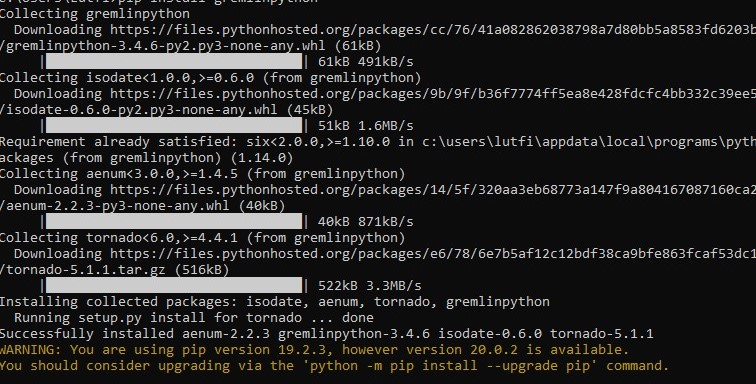 c:\Users\Lutfi>pip install gremlinpython
Collecting gremlinpython
Downloading https://files.pythonhosted.org/packages/cc/76/41a082862038798a7d80bb5a8583fd6203b
/gremlinpython-3.4.6-py2.py3-none-any.whl (61kB)
| 61kB 491kB/s
Collecting isodate<1.0.0,>=0.6.0 (from gremlinpython)
Downloading https://files.pythonhosted.org/packages/9b/9f/b36f7774ff5ea8e428fdcfc4bb332c39ee5
/isodate-0.6.0-py2.py3-none-any.whl (45kB)
| 51kB 1.6MB/s
Requirement already satisfied: six<2.0.0,>=1.10.0 in c:\users\lutfi\appdata\local\programs\pyth
ackages (from gremlinpython) (1.14.0)
Collecting aenum<3.0.0,>=1.4.5 (from gremlinpython)
Downloading https://files.pythonhosted.org/packages/14/5f/320aa3eb68773a147f9a804167087160ca2
/aenum-2.2.3-py3-none-any.whl (40kB)
| 40kB 871kB/s
Collecting tornado<6.0,>=4.4.1 (from gremlinpython)
Downloading https://files.pythonhosted.org/packages/e6/78/6e7b5af12c12bdf38ca9bfe863fcaf53dc1
/tornado-5.1.1.tar.gz (516kB)
| 522kB 3.3MB/s
Installing collected packages: isodate, aenum, tornado, gremlinpython
Running setup.py install for tornado ... done
Successfully installed aenum-2.2.3 gremlinpython-3.4.6 isodate-0.6.0 tornado-5.1.1
WARNING: You are using pip version 19.2.3, however version 20.0.2 is available.
You should consider upgrading via the 'python -m pip install --upgrade pip' command.